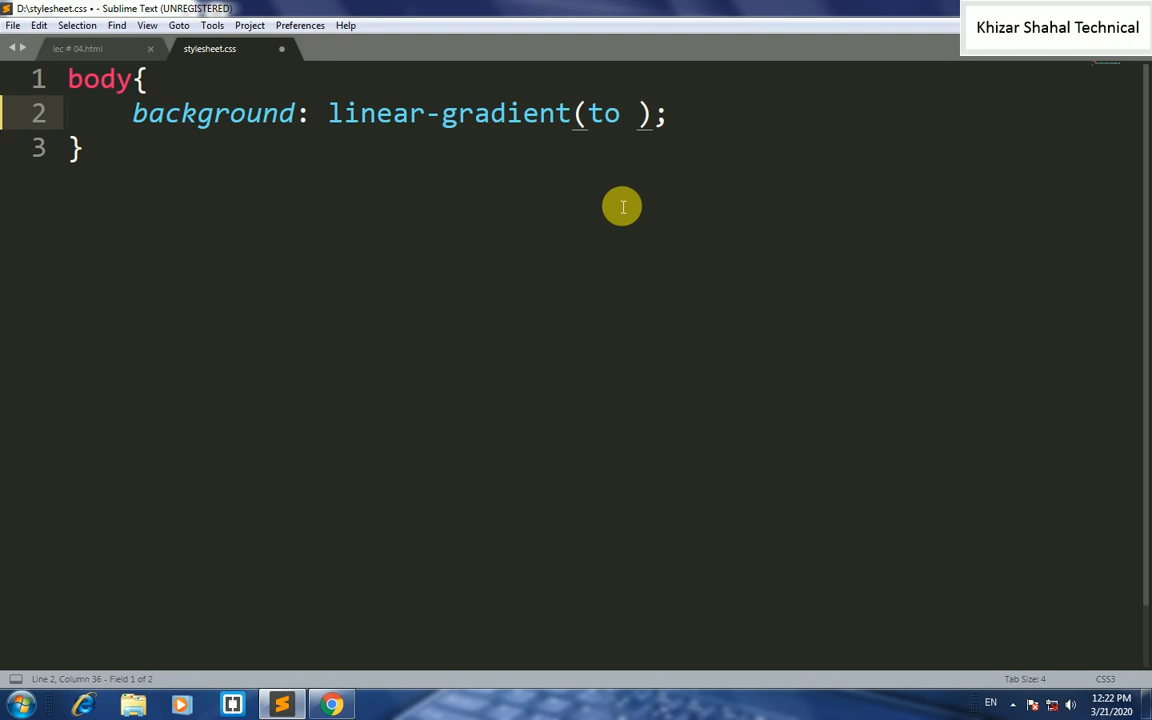 D:\stylesheet.css • - Sublime Text (UNREGISTERED)
File Edit Selection Find View Goto Tools Project Preferences Help
Khizar Shahal Technical
lec # 04.html
stylesheet.css
1 body{
2 background: linear-gradient(to );
3 }
Line 2, Column 36 - Field 1 of 2
Tab Size: 4
CSS3
EN
12:22 PM
3/21/2020